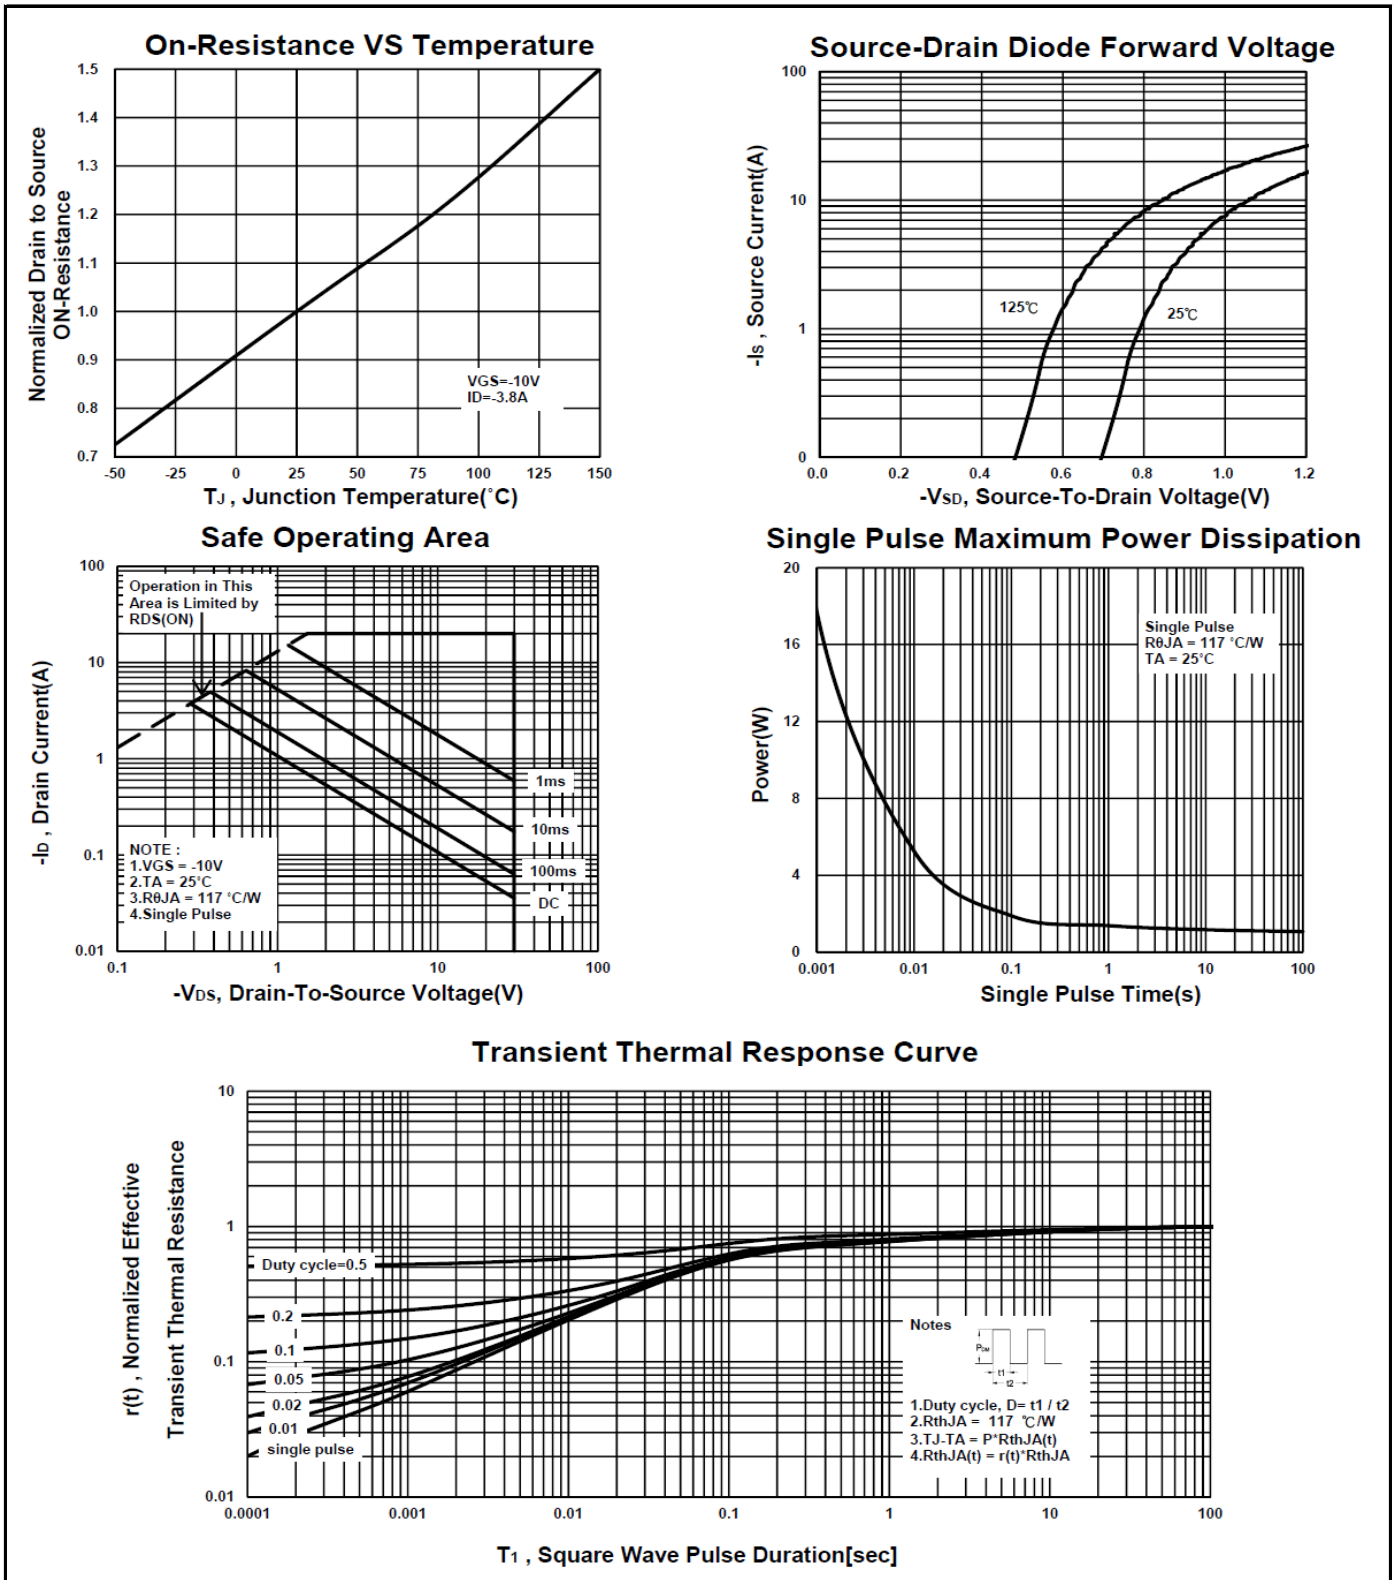 On-Resistance VS Temperature
Normalized Drain to Source
ON-Resistance
1.5
1.4
1.3
1.2
1.1
1.0
0.9
0.8
0.7
VGS=-10V
ID=-3.8A
-50 -25 0 25 50 75 100 125 150
TJ , Junction Temperature(°C)
Source-Drain Diode Forward Voltage
-IS , Source Current(A)
100
10
1
0
125℃
25℃
0.0 0.2 0.4 0.6 0.8 1.0 1.2
-VSD, Source-To-Drain Voltage(V)
Safe Operating Area
-ID , Drain Current(A)
100
10
1
0.1
0.01
Operation in This
Area is Limited by
RDS(ON)
1ms
10ms
100ms
DC
NOTE :
1.VGS = -10V
2.TA = 25°C
3.RθJA = 117 °C/W
4.Single Pulse
0.1 1 10 100
-VDS, Drain-To-Source Voltage(V)
Single Pulse Maximum Power Dissipation
Power(W)
20
16
12
8
4
0
Single Pulse
RθJA = 117 °C/W
TA = 25°C
0.001 0.01 0.1 1 10 100
Single Pulse Time(s)
Transient Thermal Response Curve
r(t) , Normalized Effective
Transient Thermal Resistance
10
1
0.1
0.01
Duty cycle=0.5
0.2
0.1
0.05
0.02
0.01
single pulse
Notes
PDM
t1
t2
1.Duty cycle, D= t1 / t2
2.RthJA = 117 ℃/W
3.TJ-TA = P*RthJA(t)
4.RthJA(t) = r(t)*RthJA
0.0001 0.001 0.01 0.1 1 10 100
T1 , Square Wave Pulse Duration[sec]